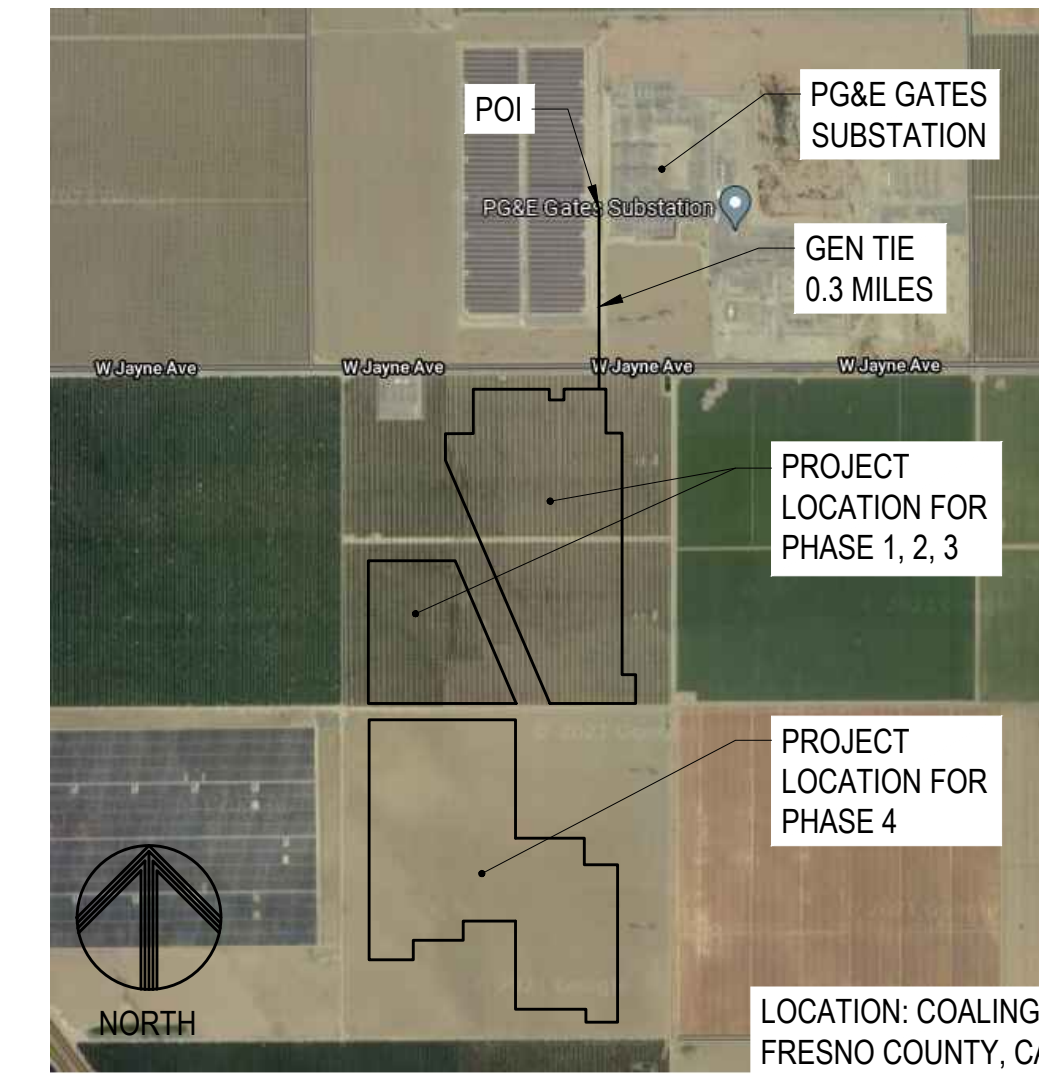 POI
PG&E GATES
SUBSTATION
PG&E Gates Substation
GEN TIE
0.3 MILES
W Jayne Ave
W Jayne Ave
W Jayne Ave
W Jayne Ave
PROJECT
LOCATION FOR
PHASE 1, 2, 3
PROJECT
LOCATION FOR
PHASE 4
NORTH
LOCATION: COALING
FRESNO COUNTY, CA